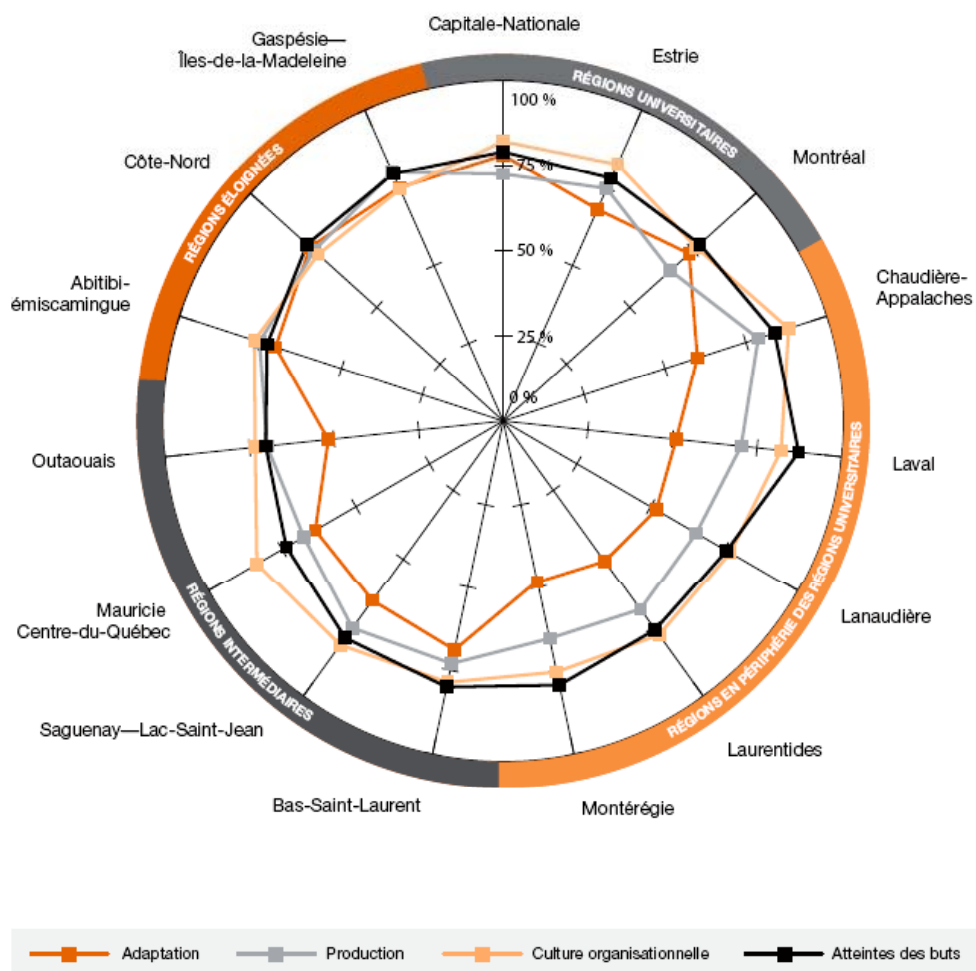 Capitale-Nationale
Gaspésie—
Îles-de-la-Madeleine
Estrie
Côte-Nord
Montréal
Abitibi-
émiscamingue
Chaudière-
Appalaches
Outaouais
Laval
Mauricie
Centre-du-Québec
Lanaudière
Saguenay—Lac-Saint-Jean
Laurentides
Bas-Saint-Laurent
Montérégie
RÉGIONS UNIVERSITAIRES
RÉGIONS EN PÉRIPHÉRIE DES RÉGIONS UNIVERSITAIRES
RÉGIONS INTERMÉDIAIRES
RÉGIONS ÉLOIGNÉES
100 %
75 %
50 %
25 %
0 %
Adaptation
Production
Culture organisationnelle
Atteintes des buts